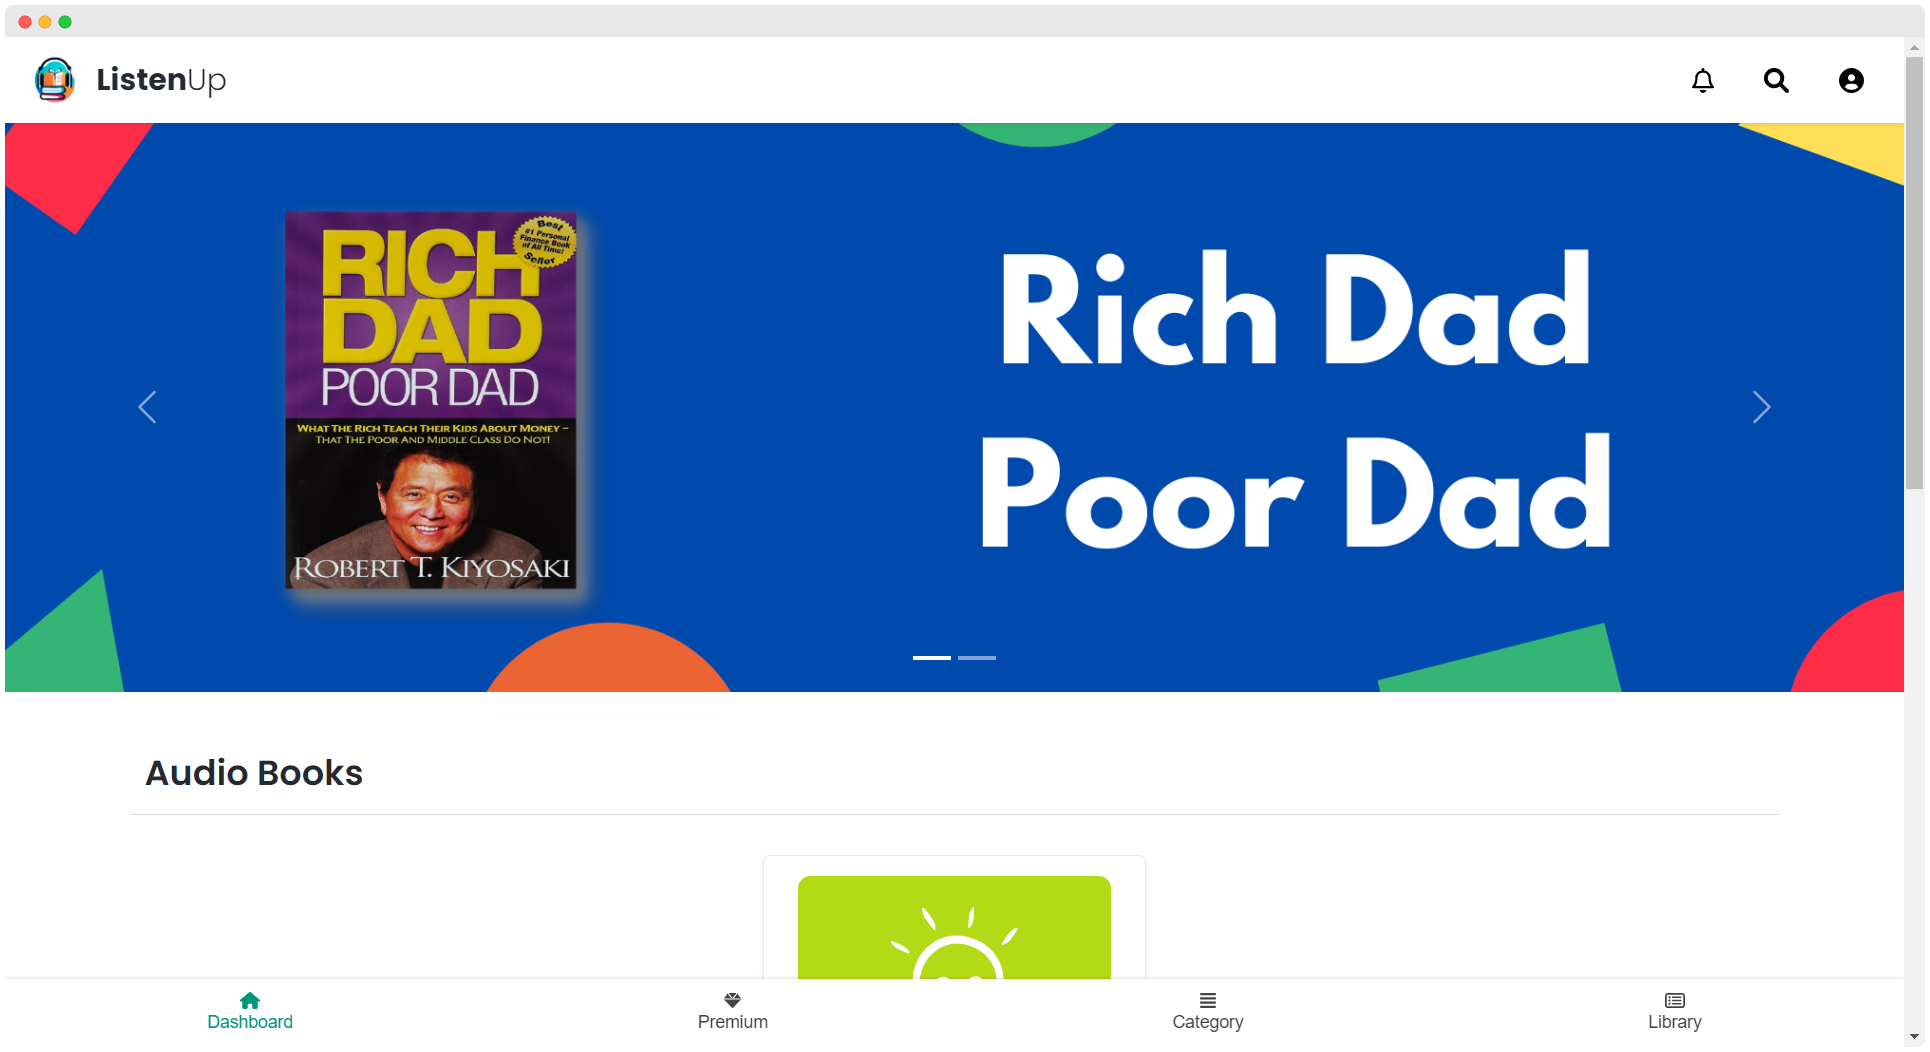 ListenUp
Best
#1 Personal
Finance Book
of All Time!
Seller
RICH
DAD
POOR DAD
WHAT THE RICH TEACH THEIR KIDS ABOUT MONEY –
THAT THE POOR AND MIDDLE CLASS DO NOT!
ROBERT T. KIYOSAKI
Rich Dad
Poor Dad
Audio Books
Dashboard
Premium
Category
Library